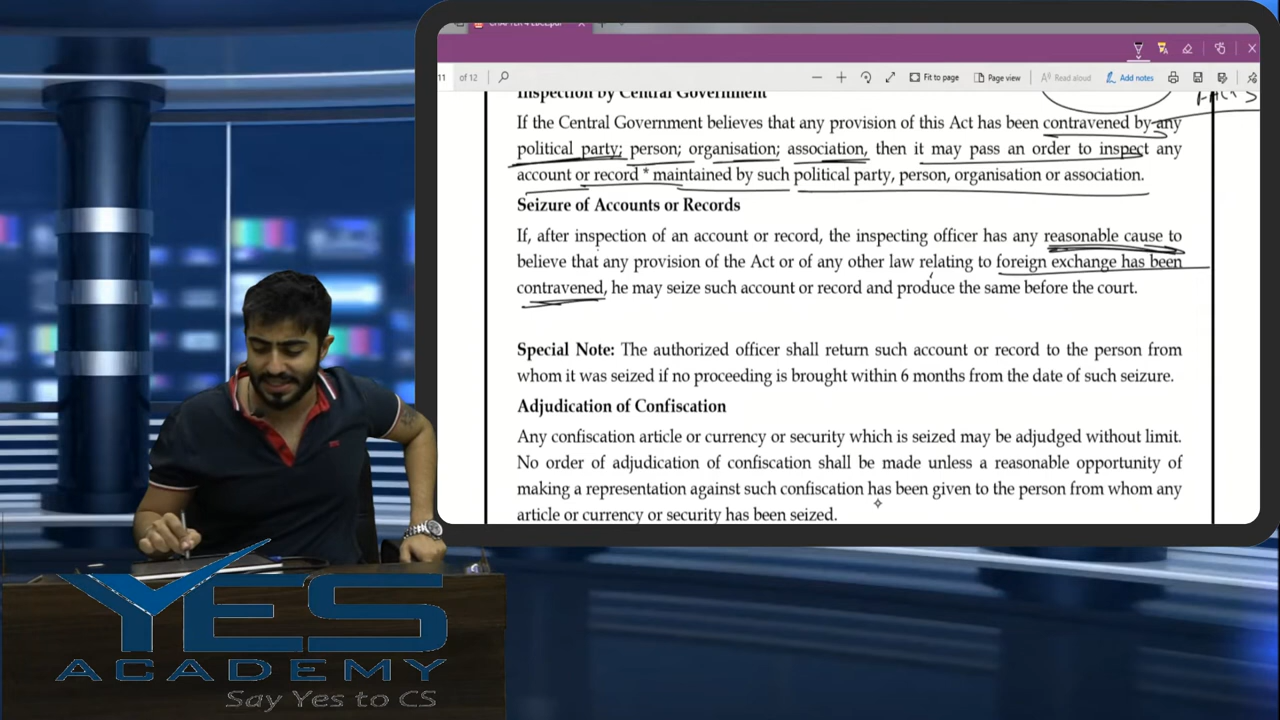 11 of 12
Fit to page
Page view
Read aloud
Add notes
Inspection by Central Government
If the Central Government believes that any provision of this Act has been contravened by any
political party; person; organisation; association, then it may pass an order to inspect any
account or record * maintained by such political party, person, organisation or association.
Seizure of Accounts or Records
If, after inspection of an account or record, the inspecting officer has any reasonable cause to
believe that any provision of the Act or of any other law relating to foreign exchange has been
contravened, he may seize such account or record and produce the same before the court.
Special Note: The authorized officer shall return such account or record to the person from
whom it was seized if no proceeding is brought within 6 months from the date of such seizure.
Adjudication of Confiscation
Any confiscation article or currency or security which is seized may be adjudged without limit.
No order of adjudication of confiscation shall be made unless a reasonable opportunity of
making a representation against such confiscation has been given to the person from whom any
article or currency or security has been seized.
YES
ACADEMY
Say Yes to CS